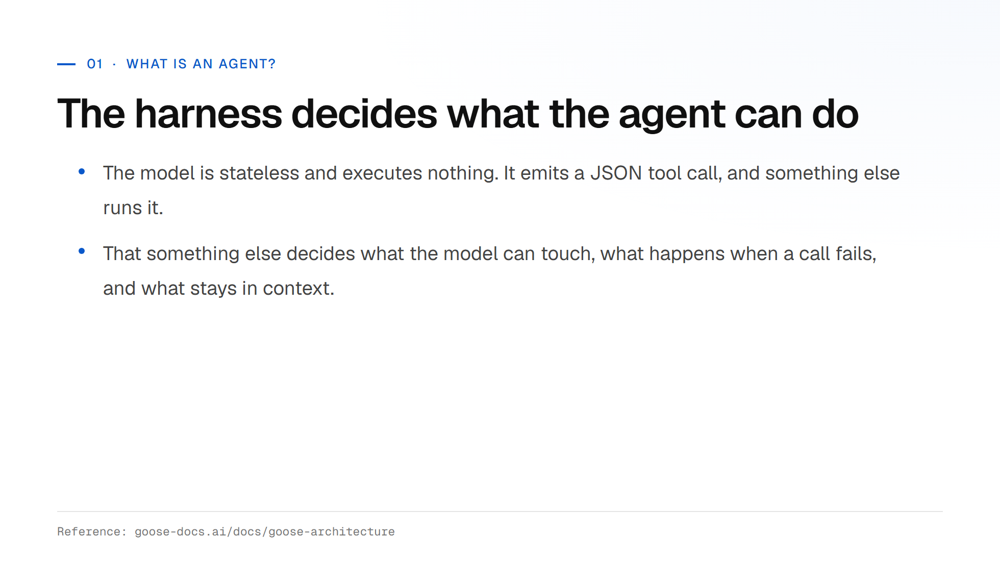 01 · WHAT IS AN AGENT?
The harness decides what the agent can do
• The model is stateless and executes nothing. It emits a JSON tool call, and something else
runs it.
• That something else decides what the model can touch, what happens when a call fails,
and what stays in context.
Reference: goose-docs.ai/docs/goose-architecture